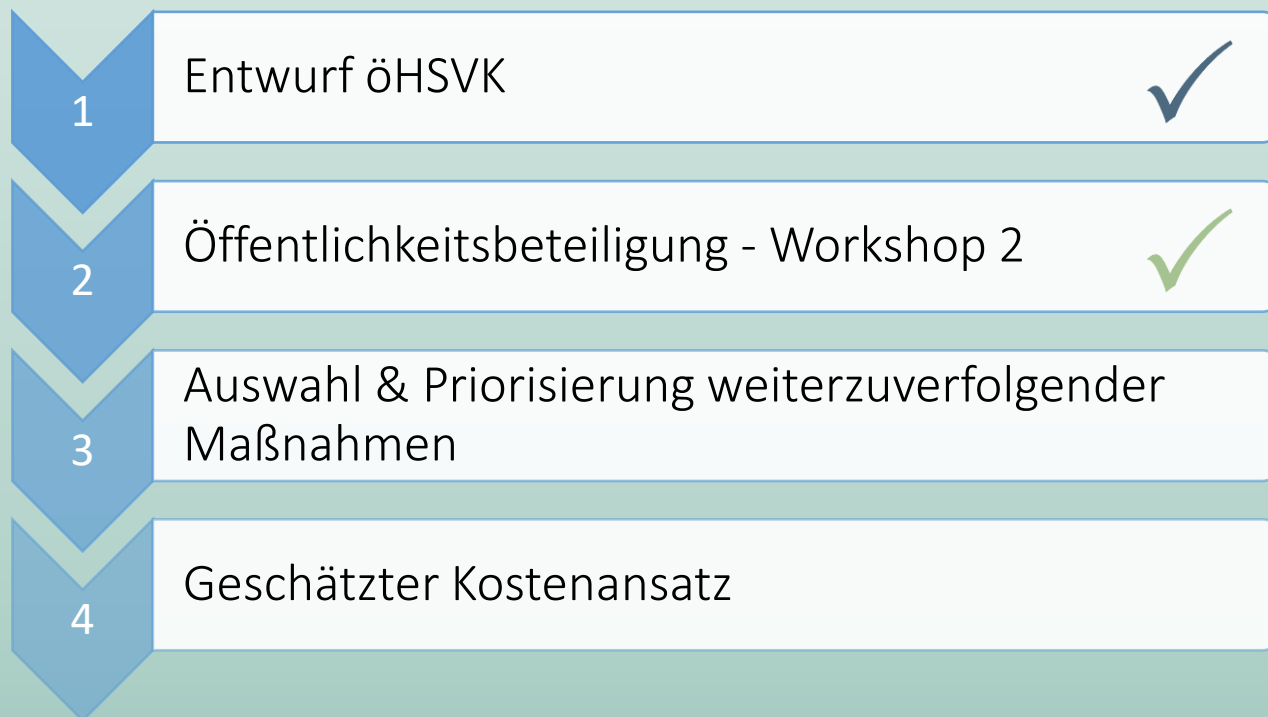 1
Entwurf öHSVK
2
Öffentlichkeitsbeteiligung - Workshop 2
3
Auswahl & Priorisierung weiterzuverfolgender
Maßnahmen
4
Geschätzter Kostenansatz